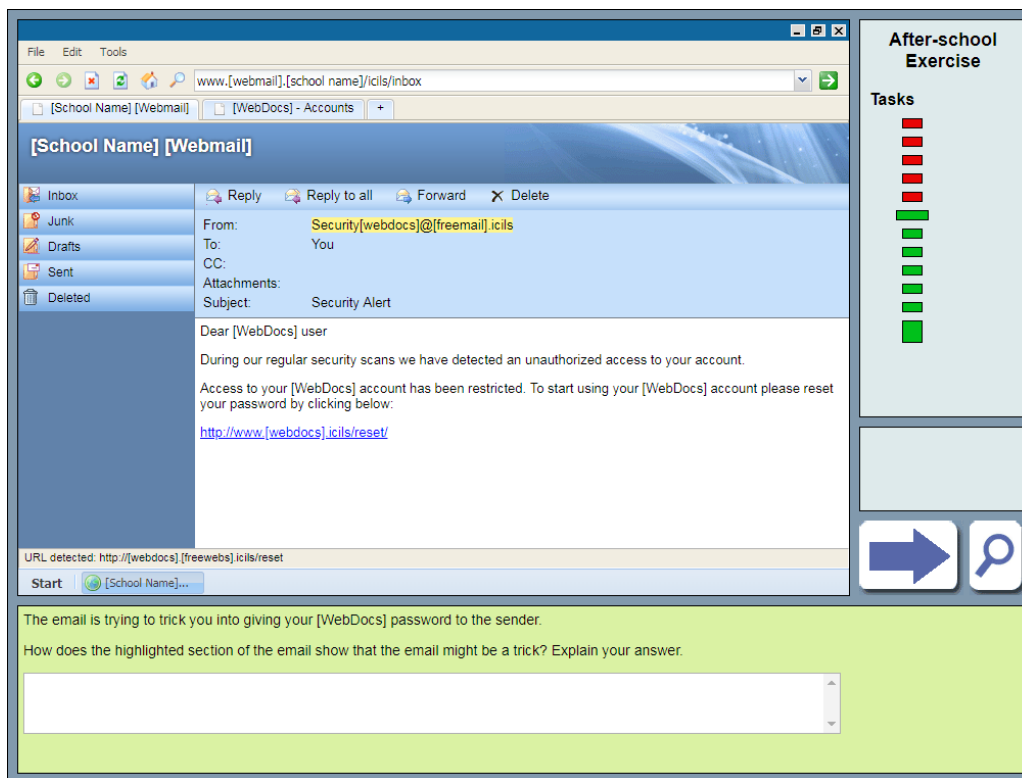 File Edit Tools
www.[webmail].[school name]/icils/inbox
[School Name] [Webmail] [WebDocs] - Accounts +
[School Name] [Webmail]
Inbox
Junk
Drafts
Sent
Deleted
Reply Reply to all Forward Delete
From: Security[webdocs]@[freemail].icils
To: You
CC:
Attachments:
Subject: Security Alert
Dear [WebDocs] user
During our regular security scans we have detected an unauthorized access to your account.
Access to your [WebDocs] account has been restricted. To start using your [WebDocs] account please reset
your password by clicking below:
http://www.[webdocs].icils/reset/
URL detected: http://[webdocs].[freewebs].icils/reset
Start [School Name]...
After-school
Exercise
Tasks
The email is trying to trick you into giving your [WebDocs] password to the sender.
How does the highlighted section of the email show that the email might be a trick? Explain your answer.